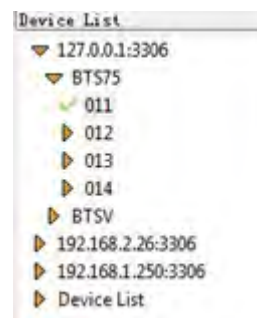 Device List
127.0.0.1:3306
BTS75
011
012
013
014
BTSV
192.168.2.26:3306
192.168.1.250:3306
Device List